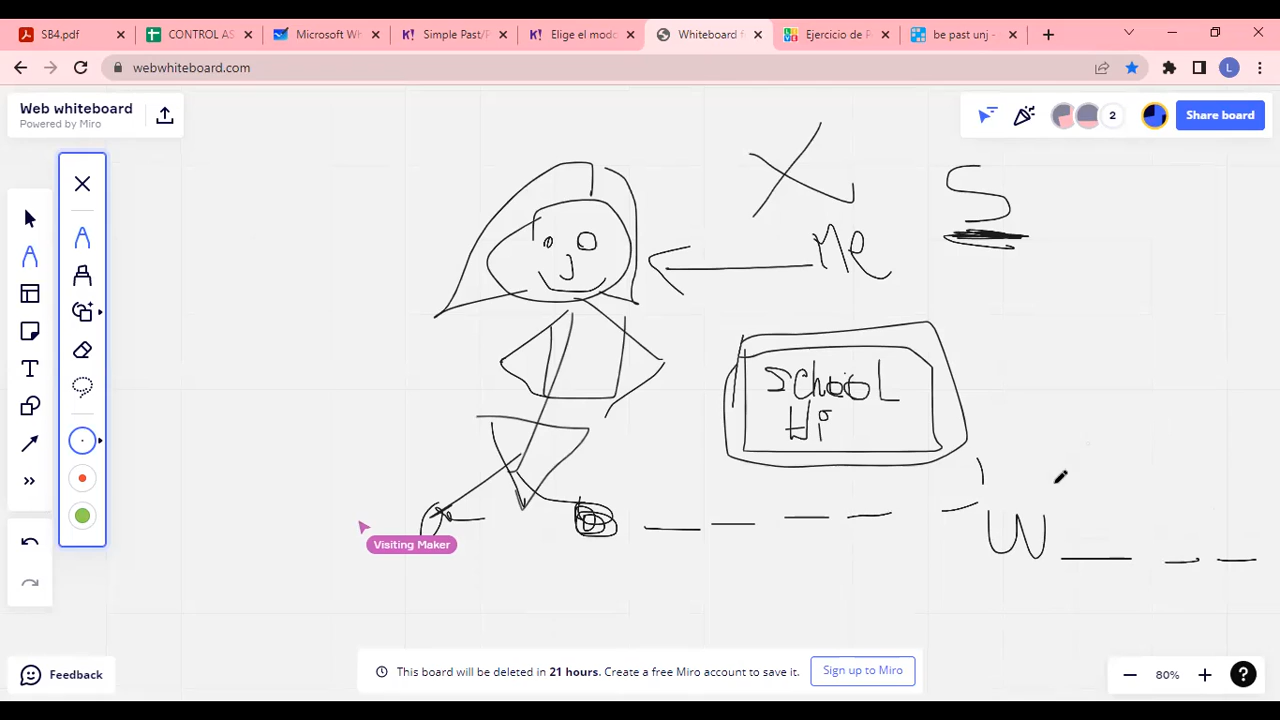 SB4.pdf
CONTROL AS
Microsoft Wh
K! Simple Past/P
K! Elige el modo
Whiteboard f
LIVE Ejercicio de R
be past unj -
webwhiteboard.com
L
Web whiteboard
Powered by Miro
2
Share board
X
S
Me
School
Hi
Visiting Maker
W
This board will be deleted in 21 hours. Create a free Miro account to save it.
Sign up to Miro
Feedback
80%
?